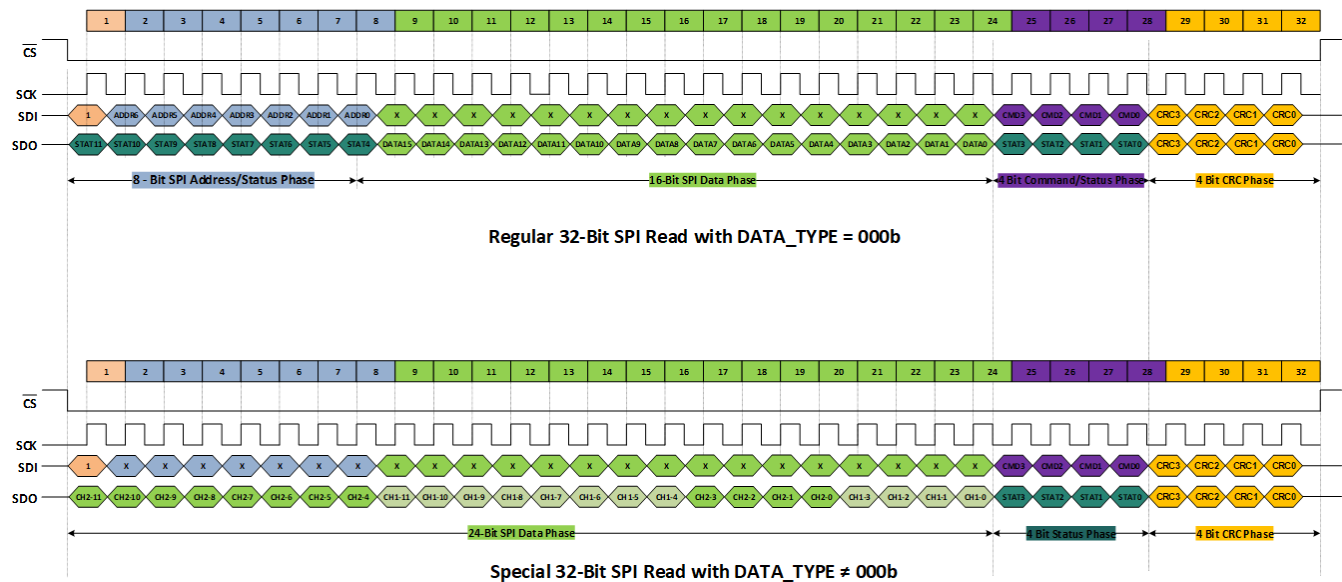 1 2 3 4 5 6 7 8 9 10 11 12 13 14 15 16 17 18 19 20 21 22 23 24 25 26 27 28 29 30 31 32
CS
SCK
SDI 1 ADDR6 ADDR5 ADDR4 ADDR3 ADDR2 ADDR1 ADDR0 X X X X X X X X X X X X X X X X CMD3 CMD2 CMD1 CMD0 CRC3 CRC2 CRC1 CRC0
SDO STAT11 STAT10 STAT9 STAT8 STAT7 STAT6 STAT5 STAT4 DATA15 DATA14 DATA13 DATA12 DATA11 DATA10 DATA9 DATA8 DATA7 DATA6 DATA5 DATA4 DATA3 DATA2 DATA1 DATA0 STAT3 STAT2 STAT1 STAT0 CRC3 CRC2 CRC1 CRC0
8 - Bit SPI Address/Status Phase 16-Bit SPI Data Phase 4 Bit Command/Status Phase 4 Bit CRC Phase
Regular 32-Bit SPI Read with DATA_TYPE = 000b
1 2 3 4 5 6 7 8 9 10 11 12 13 14 15 16 17 18 19 20 21 22 23 24 25 26 27 28 29 30 31 32
CS
SCK
SDI 1 X X X X X X X X X X X X X X X X X X X X X X X CMD3 CMD2 CMD1 CMD0 CRC3 CRC2 CRC1 CRC0
SDO CH2-11 CH2-10 CH2-9 CH2-8 CH2-7 CH2-6 CH2-5 CH2-4 CH1-11 CH1-10 CH1-9 CH1-8 CH1-7 CH1-6 CH1-5 CH1-4 CH2-3 CH2-2 CH2-1 CH2-0 CH1-3 CH1-2 CH1-1 CH1-0 STAT3 STAT2 STAT1 STAT0 CRC3 CRC2 CRC1 CRC0
24-Bit SPI Data Phase 4 Bit Status Phase 4 Bit CRC Phase
Special 32-Bit SPI Read with DATA_TYPE ≠ 000b